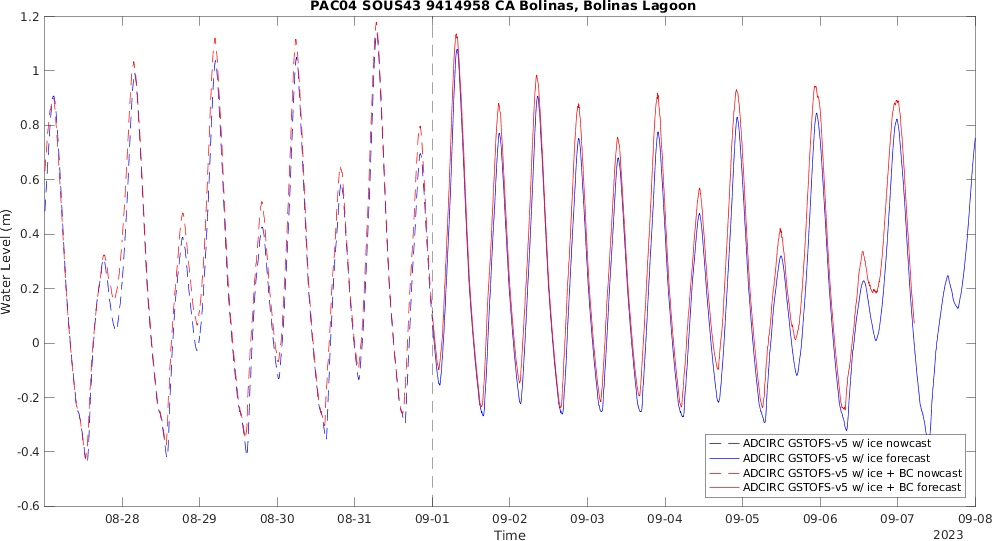 PAC04 SOUS43 9414958 CA Bolinas, Bolinas Lagoon
1.2
1
0.8
0.6
0.4
0.2
0
-0.2
-0.4
-0.6
Water Level (m)
ADCIRC GSTOFS-v5 w/ ice nowcast
ADCIRC GSTOFS-v5 w/ ice forecast
ADCIRC GSTOFS-v5 w/ ice + BC nowcast
ADCIRC GSTOFS-v5 w/ ice + BC forecast
08-28 08-29 08-30 08-31 09-01 09-02 09-03 09-04 09-05 09-06 09-07 09-08
Time
2023